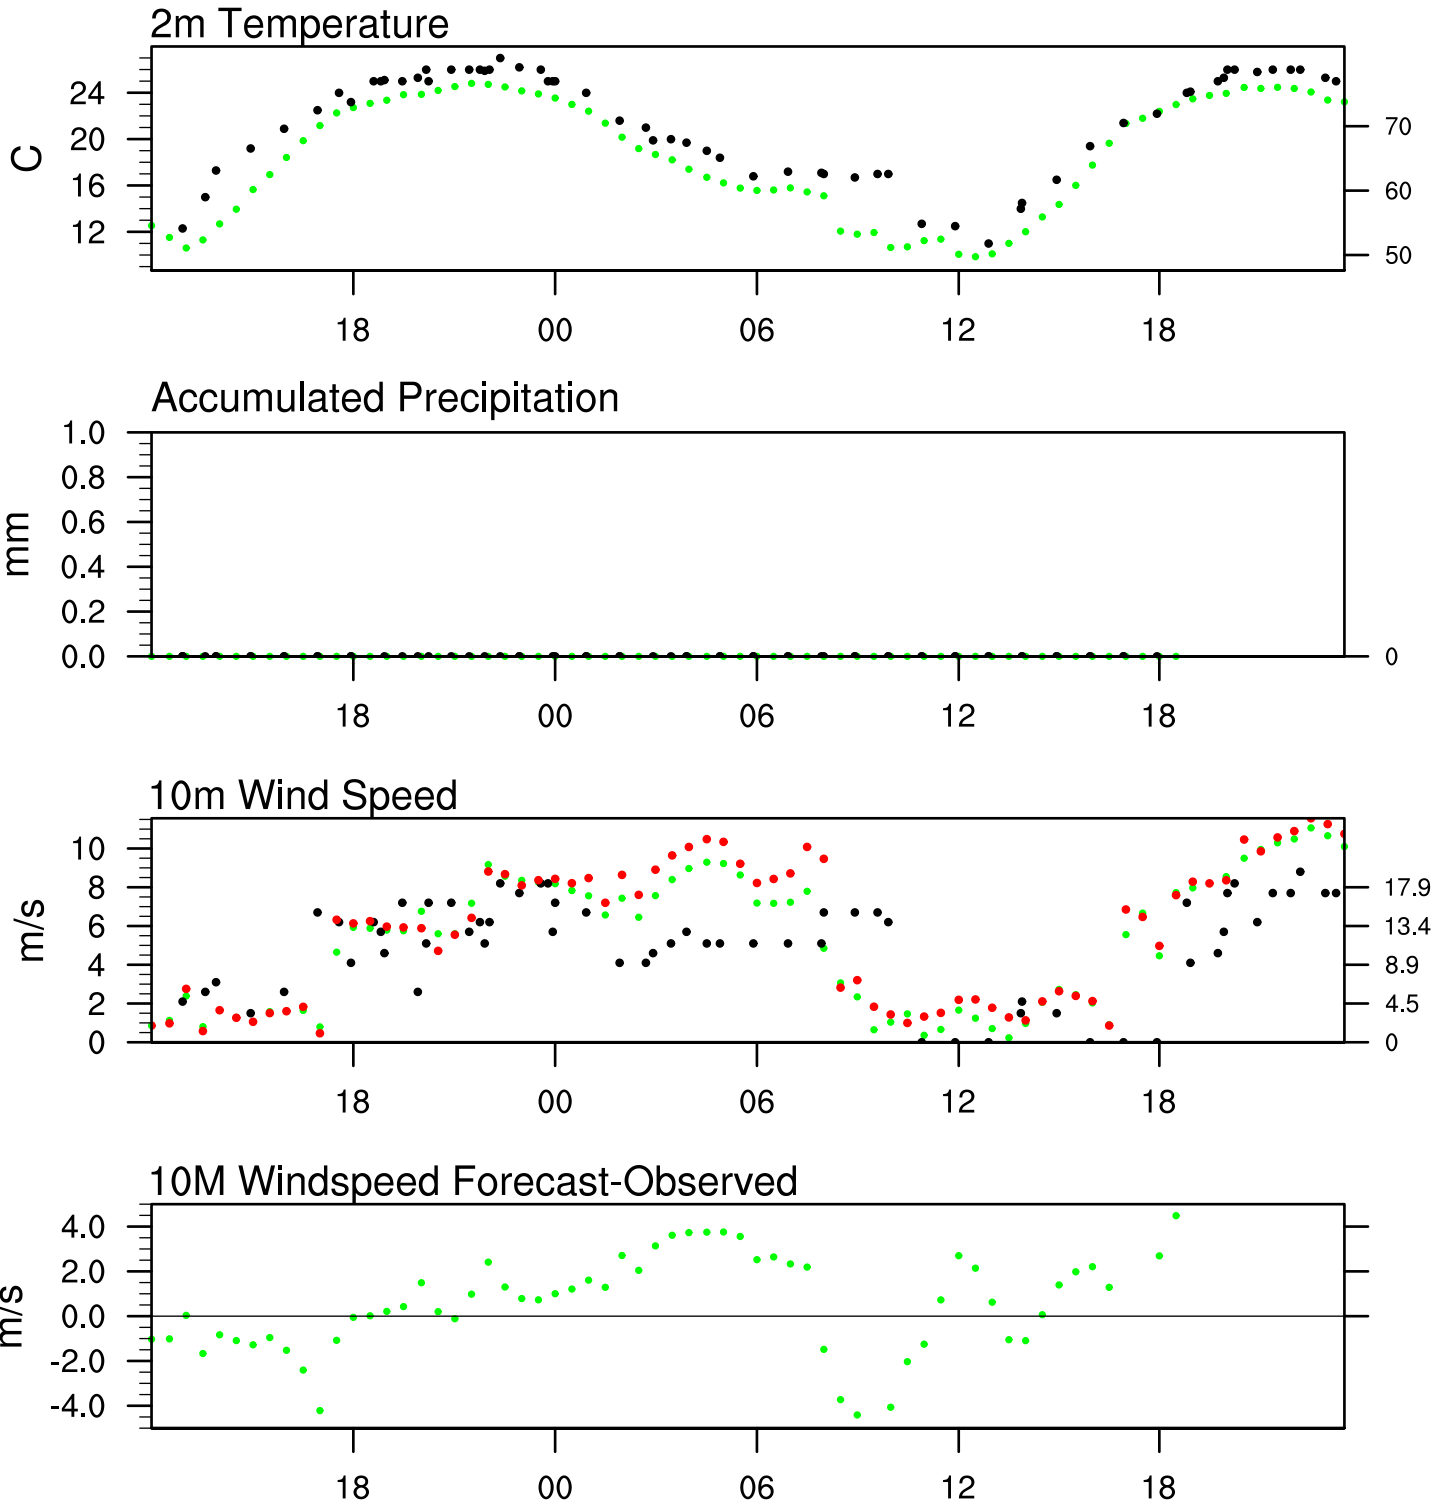 2m Temperature
24
20
16
12
C
70
60
50
18 00 06 12 18
Accumulated Precipitation
1.0
0.8
0.6
0.4
0.2
0.0
mm
0
18 00 06 12 18
10m Wind Speed
10
8
6
4
2
0
m/s
17.9
13.4
8.9
4.5
0
18 00 06 12 18
10M Windspeed Forecast-Observed
4.0
2.0
0.0
-2.0
-4.0
m/s
18 00 06 12 18